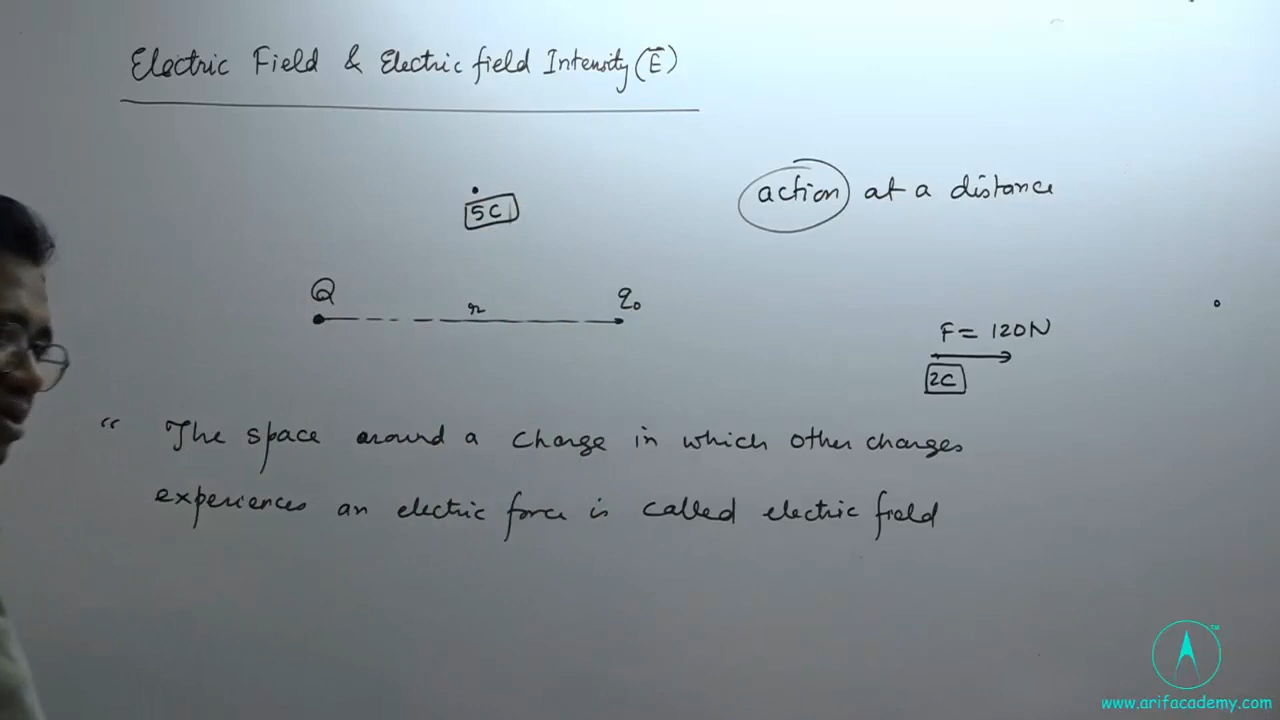 Electric Field & Electric field Intensity (E̅)
action at a distance
5C
Q
r
q₀
F = 120N
2C
“ The space around a charge in which other charges
experiences an electric force is called electric field
TM
www.arifacademy.com